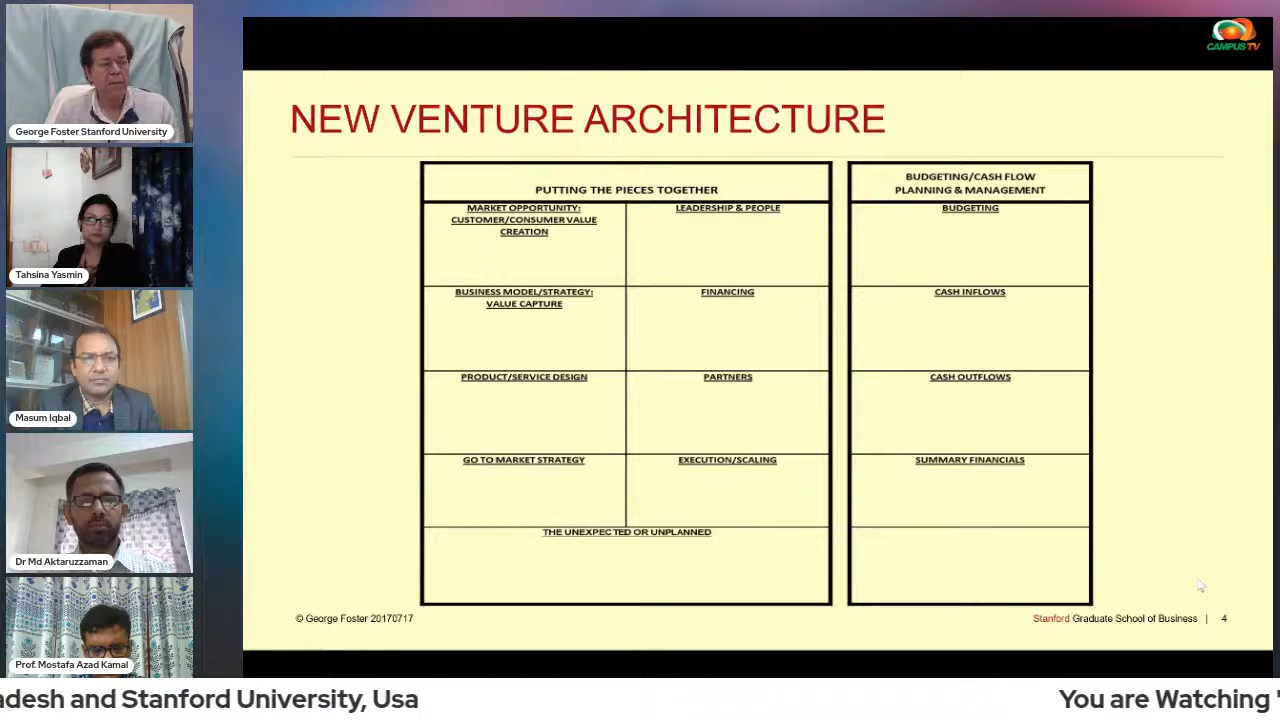 George Foster Stanford University
Tahsina Yasmin
Masum Iqbal
Dr Md Aktaruzzaman
Prof. Mostafa Azad Kamal
CAMPUS TV
NEW VENTURE ARCHITECTURE
PUTTING THE PIECES TOGETHER
MARKET OPPORTUNITY:
CUSTOMER/CONSUMER VALUE
CREATION
LEADERSHIP & PEOPLE
BUSINESS MODEL/STRATEGY:
VALUE CAPTURE
FINANCING
PRODUCT/SERVICE DESIGN
PARTNERS
GO TO MARKET STRATEGY
EXECUTION/SCALING
THE UNEXPECTED OR UNPLANNED
BUDGETING/CASH FLOW
PLANNING & MANAGEMENT
BUDGETING
CASH INFLOWS
CASH OUTFLOWS
SUMMARY FINANCIALS
© George Foster 20170717
Stanford Graduate School of Business | 4
adesh and Stanford University, Usa
You are Watching '